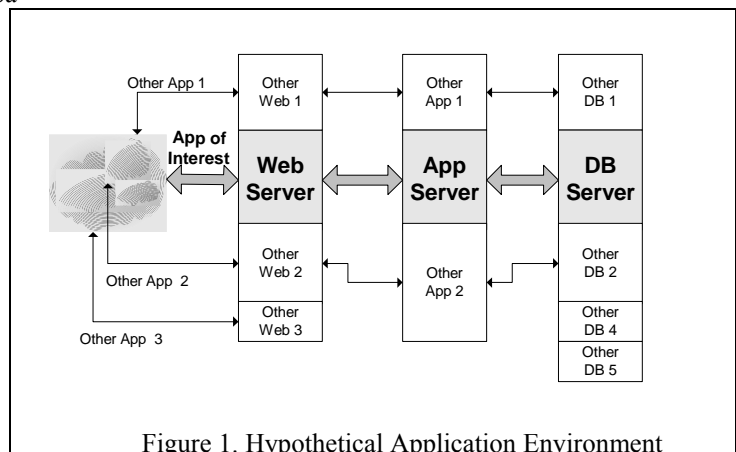 Other App 1
App of
Interest
Other App 2
Other App 3
Other
Web 1
Web
Server
Other
Web 2
Other
Web 3
Other
App 1
App
Server
Other
App 2
Other
DB 1
DB
Server
Other
DB 2
Other
DB 4
Other
DB 5
Figure 1. Hypothetical Application Environment